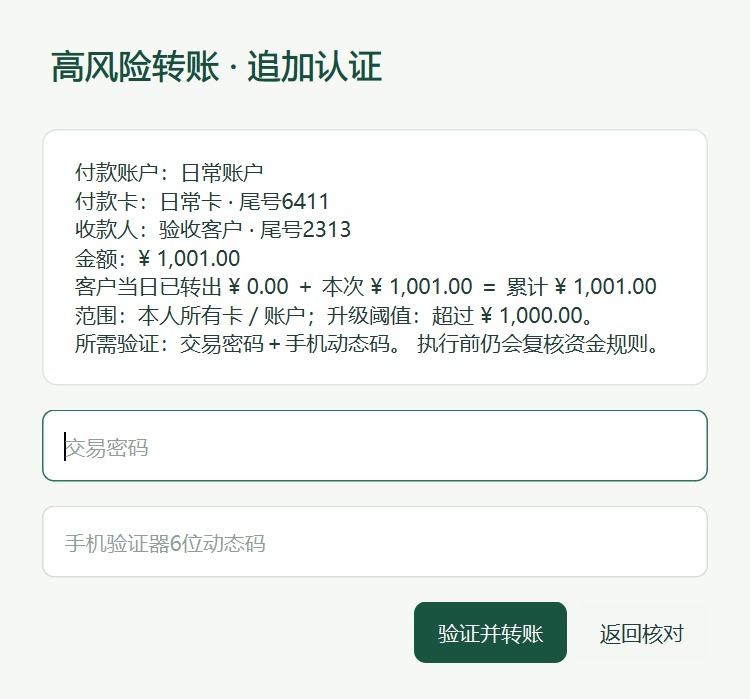 高风险转账 · 追加认证
付款账户：日常账户
付款卡：日常卡 · 尾号6411
收款人：验收客户 · 尾号2313
金额：¥ 1,001.00
客户当日已转出 ¥ 0.00 + 本次 ¥ 1,001.00 = 累计 ¥ 1,001.00
范围：本人所有卡 / 账户；升级阈值：超过 ¥ 1,000.00。
所需验证：交易密码 + 手机动态码。 执行前仍会复核资金规则。
交易密码
手机验证器6位动态码
验证并转账 返回核对